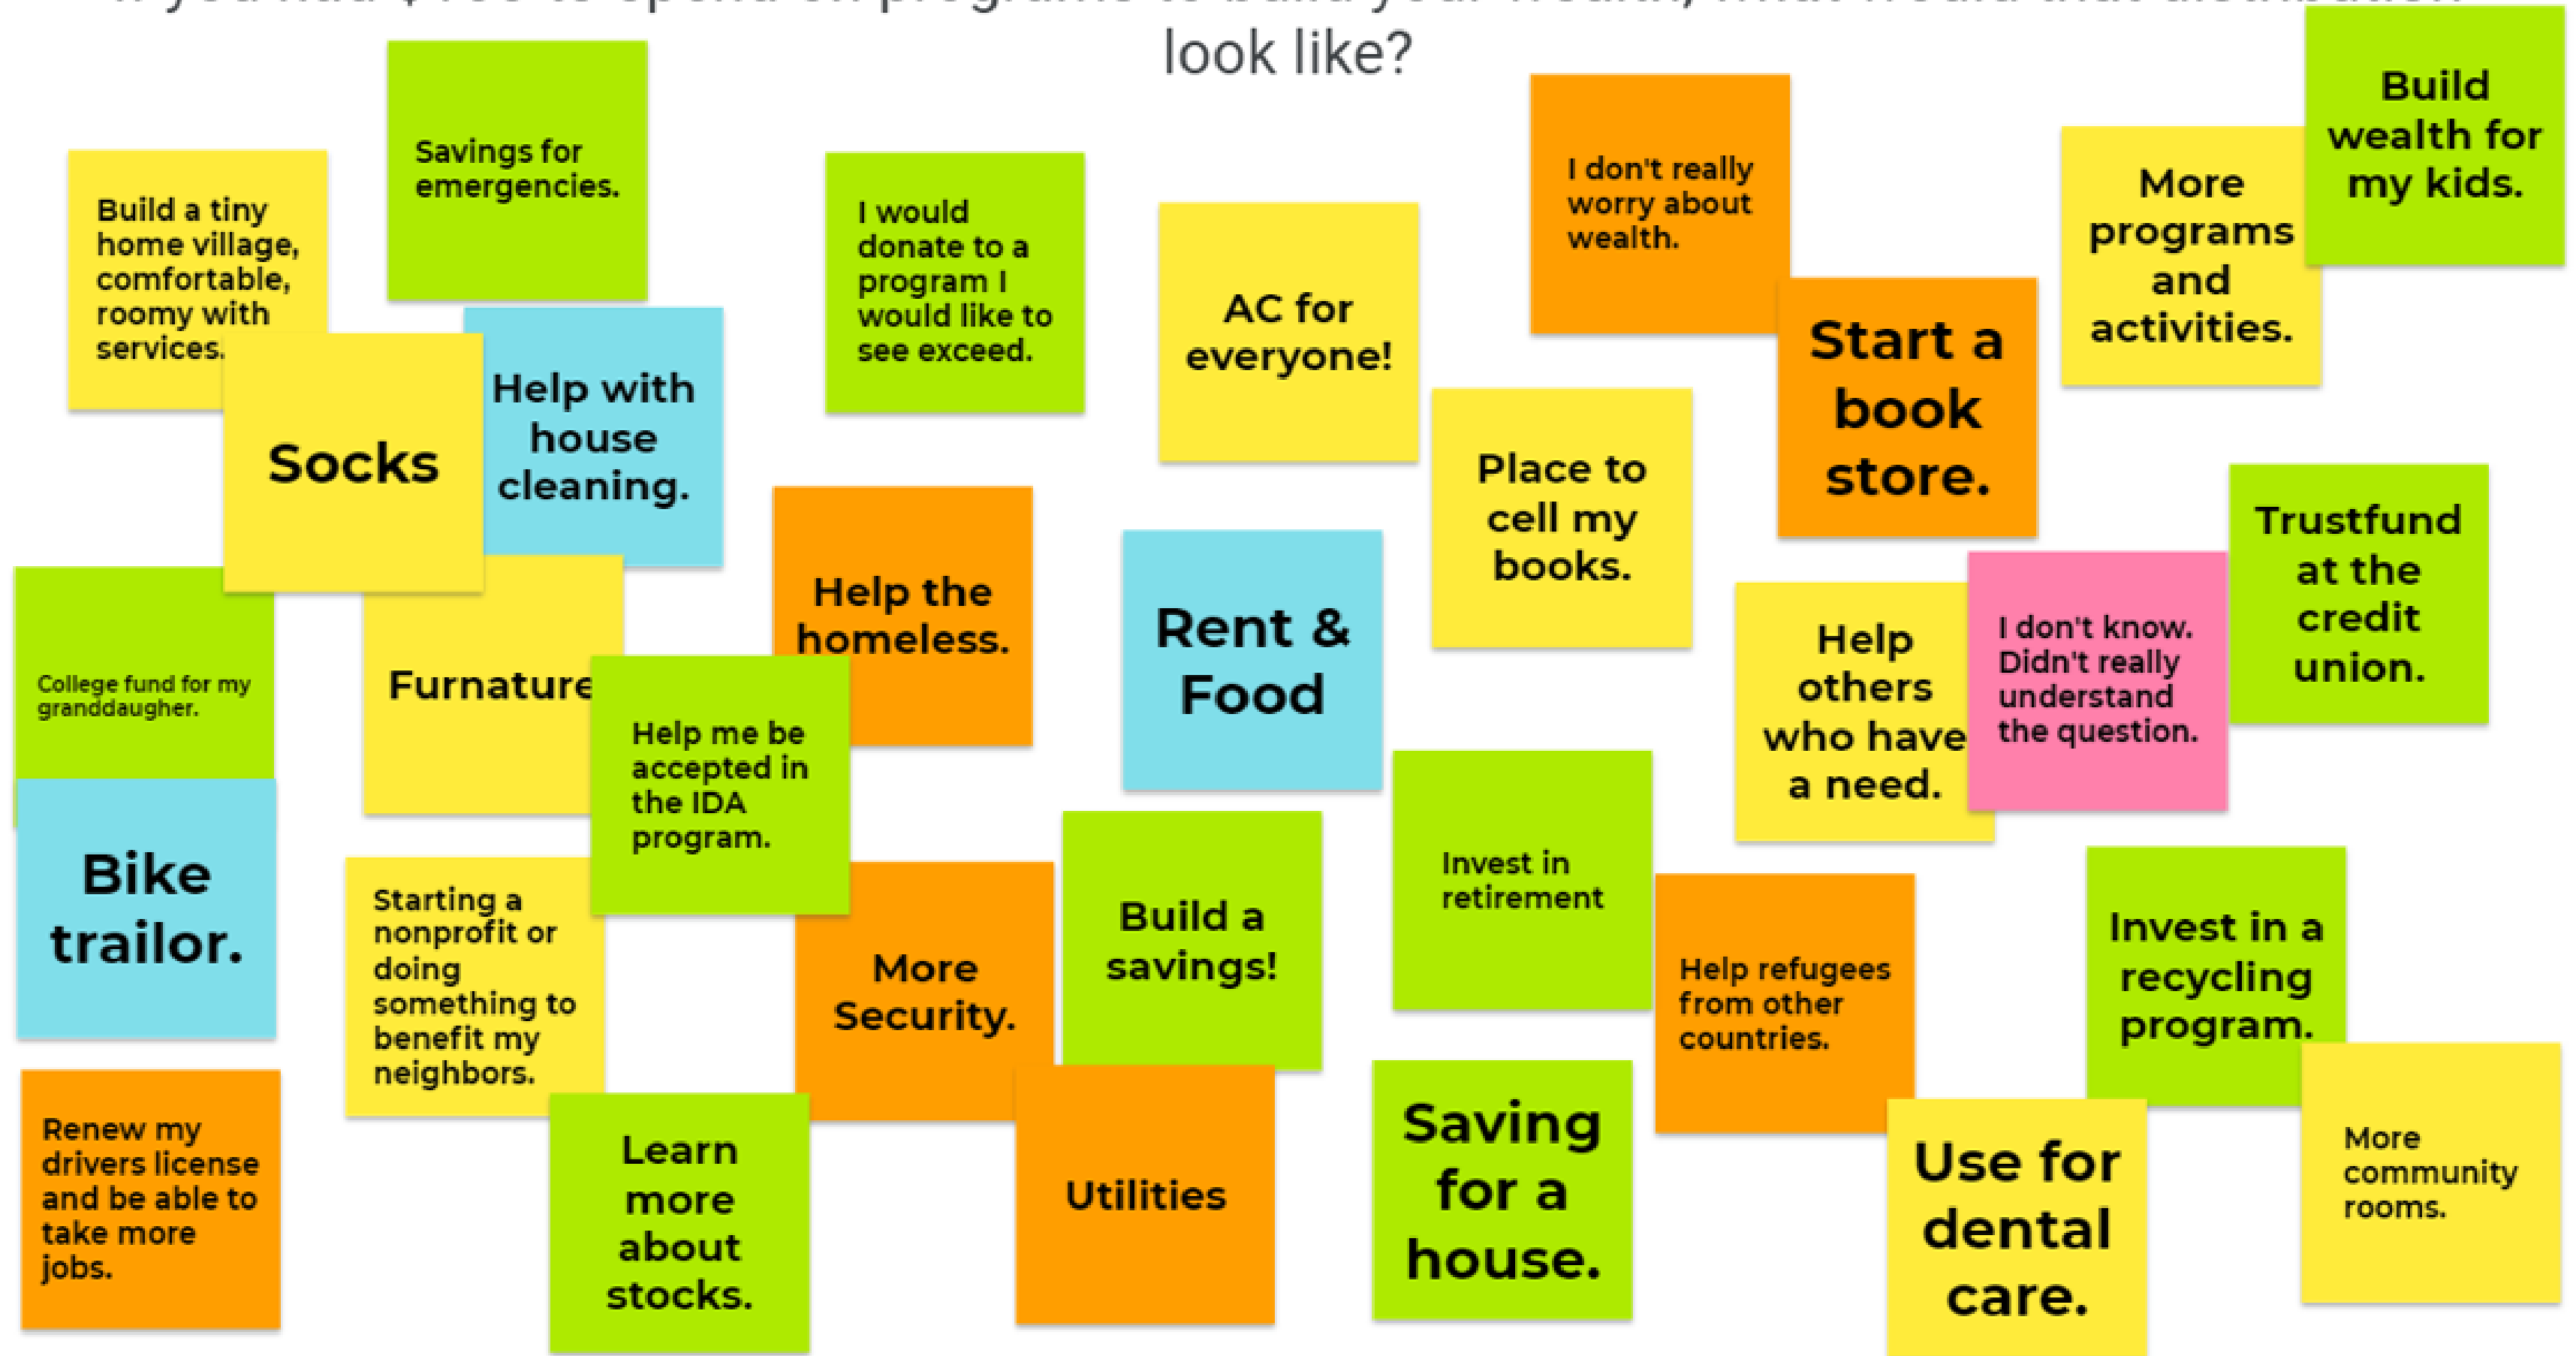 look like?
Savings for
emergencies.
Build a tiny
home village,
comfortable,
roomy with
services.
Socks
Help with
house
cleaning.
I would
donate to a
program I
would like to
see exceed.
AC for
everyone!
I don't really
worry about
wealth.
Start a
book
store.
More
programs
and
activities.
Build
wealth for
my kids.
Place to
cell my
books.
Trustfund
at the
credit
union.
College fund for my
granddaugher.
Furnature
Help the
homeless.
Help me be
accepted in
the IDA
program.
Rent &
Food
Help
others
who have
a need.
I don't know.
Didn't really
understand
the question.
Bike
trailor.
Starting a
nonprofit or
doing
something to
benefit my
neighbors.
More
Security.
Build a
savings!
Invest in
retirement
Help refugees
from other
countries.
Invest in a
recycling
program.
Renew my
drivers license
and be able to
take more
jobs.
Learn
more
about
stocks.
Utilities
Saving
for a
house.
Use for
dental
care.
More
community
rooms.